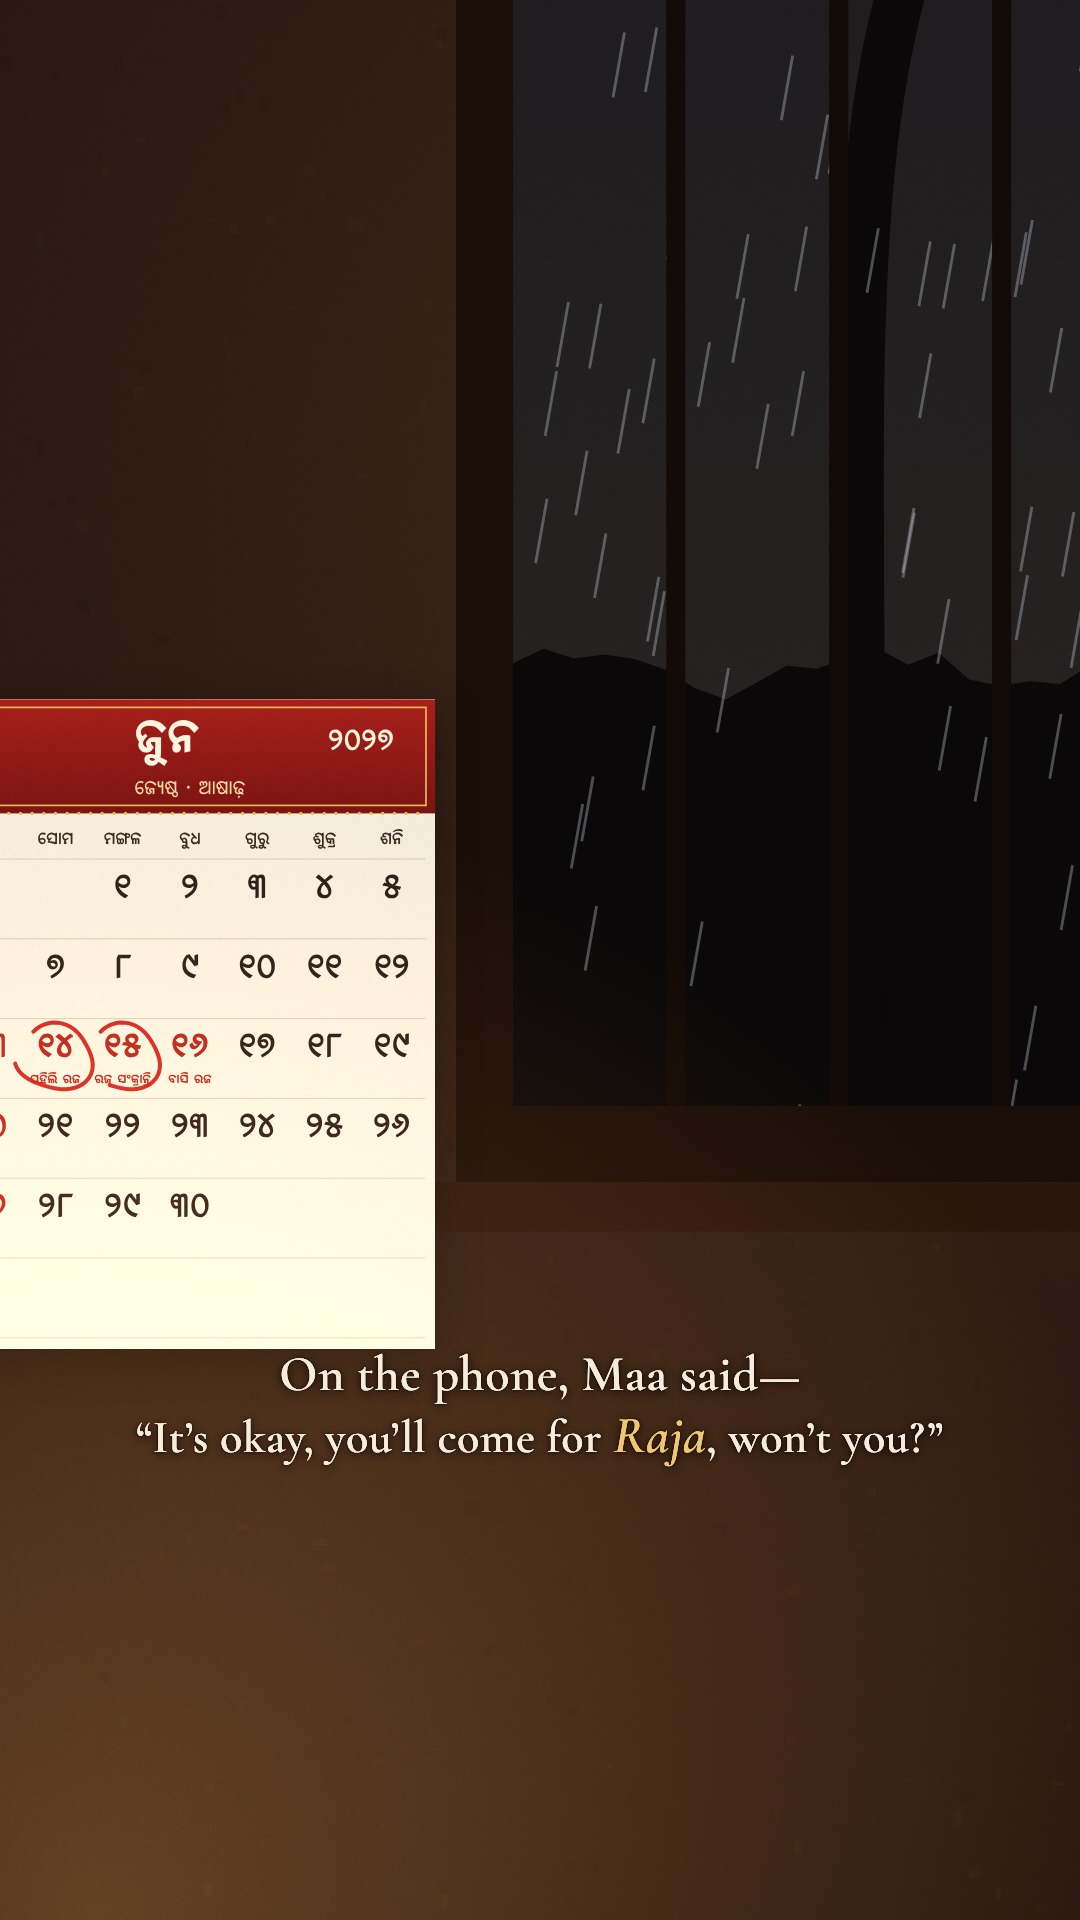 ଜୁନ ୨୦୨୭
ଜ୍ୟେଷ୍ଠ · ଆଷାଢ଼
ସୋମ ମଙ୍ଗଳ ବୁଧ ଗୁରୁ ଶୁକ୍ର ଶନି
୧ ୨ ୩ ୪ ୫
୭ ୮ ୯ ୧୦ ୧୧ ୧୨
୧୪ ୧୫ ୧୬ ୧୭ ୧୮ ୧୯
ପହିଲି ରଜ ରଜ ସଂକ୍ରାନ୍ତି ବାସି ରଜ
୨୧ ୨୨ ୨୩ ୨୪ ୨୫ ୨୬
୨୮ ୨୯ ୩୦
On the phone, Maa said—
“It’s okay, you’ll come for Raja, won’t you?”